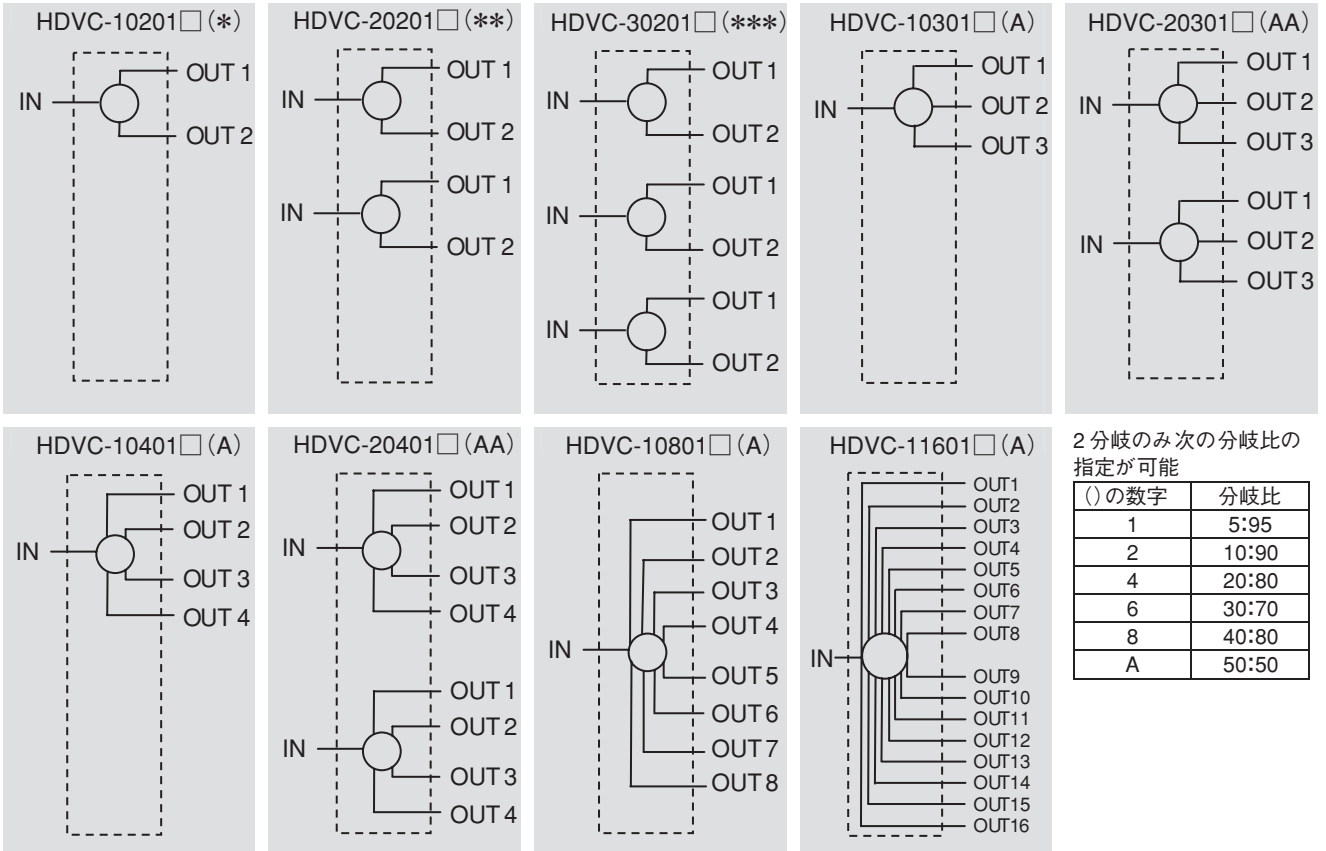 HDVC-10201□(*)
IN
OUT 1
OUT 2
HDVC-20201□(**)
IN
OUT 1
OUT 2
IN
OUT 1
OUT 2
HDVC-30201□(***)
IN
OUT 1
OUT 2
IN
OUT 1
OUT 2
IN
OUT 1
OUT 2
HDVC-10301□(A)
IN
OUT 1
OUT 2
OUT 3
HDVC-20301□(AA)
IN
OUT 1
OUT 2
OUT 3
IN
OUT 1
OUT 2
OUT 3
HDVC-10401□(A)
IN
OUT 1
OUT 2
OUT 3
OUT 4
HDVC-20401□(AA)
IN
OUT 1
OUT 2
OUT 3
OUT 4
IN
OUT 1
OUT 2
OUT 3
OUT 4
HDVC-10801□(A)
IN
OUT 1
OUT 2
OUT 3
OUT 4
OUT 5
OUT 6
OUT 7
OUT 8
HDVC-11601□(A)
IN
OUT1
OUT2
OUT3
OUT4
OUT5
OUT6
OUT7
OUT8
OUT9
OUT10
OUT11
OUT12
OUT13
OUT14
OUT15
OUT16
2分岐のみ次の分岐比の
指定が可能
()の数字 分岐比
1 5:95
2 10:90
4 20:80
6 30:70
8 40:80
A 50:50